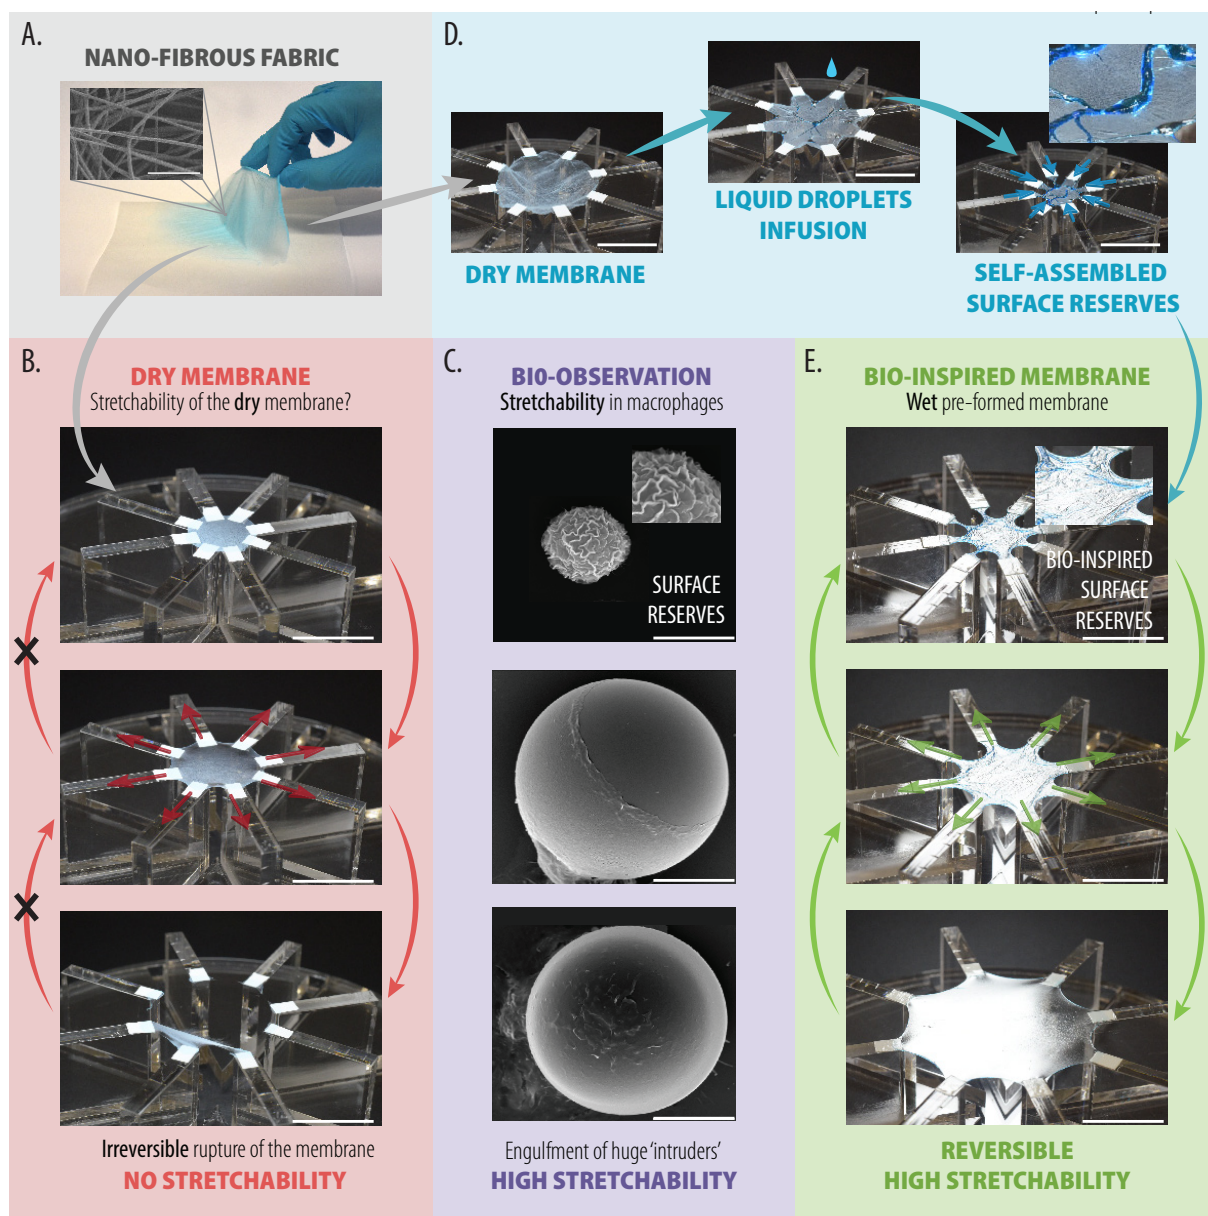 A.
NANO-FIBROUS FABRIC
D.
DRY MEMBRANE
LIQUID DROPLETS
INFUSION
SELF-ASSEMBLED
SURFACE RESERVES
B.
DRY MEMBRANE
Stretchability of the dry membrane?
Irreversible rupture of the membrane
NO STRETCHABILITY
C.
BI0-OBSERVATION
Stretchability in macrophages
SURFACE
RESERVES
Engulfment of huge ‘intruders’
HIGH STRETCHABILITY
E.
BIO-INSPIRED MEMBRANE
Wet pre-formed membrane
BIO-INSPIRED
SURFACE
RESERVES
REVERSIBLE
HIGH STRETCHABILITY